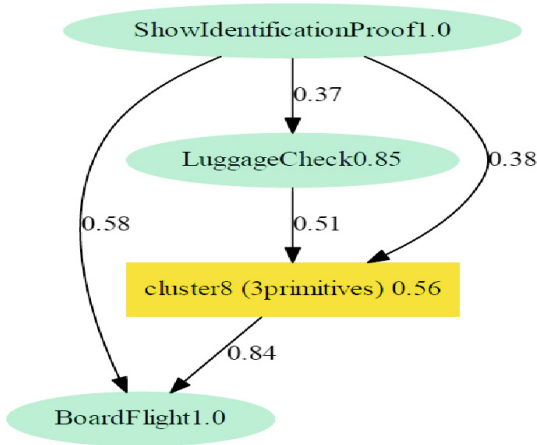 ShowIdentificationProof1.0
0.37
LuggageCheck0.85
0.38
0.58
0.51
cluster8 (3primitives) 0.56
0.84
BoardFlight1.0